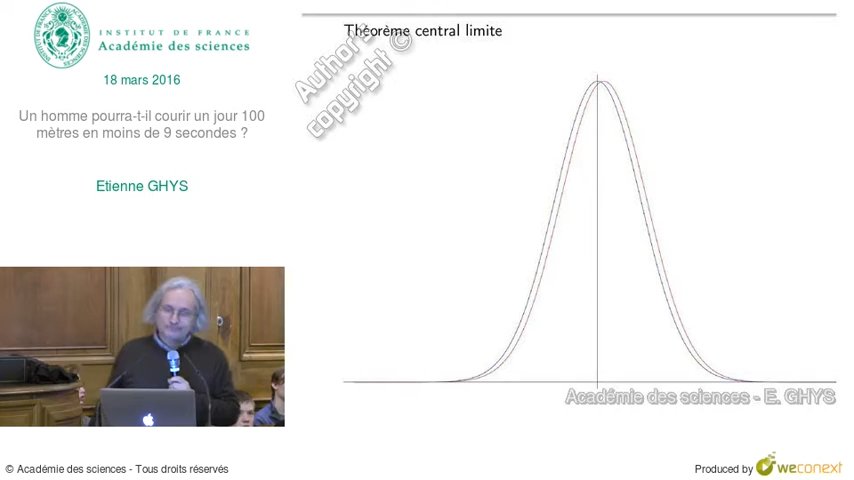 INSTITUT DE FRANCE
Académie des sciences
18 mars 2016
Un homme pourra-t-il courir un jour 100
mètres en moins de 9 secondes ?
Etienne GHYS
Théorème central limite
Author's
copyright ©
Académie des sciences - E. GHYS
© Académie des sciences - Tous droits réservés
Produced by weconext